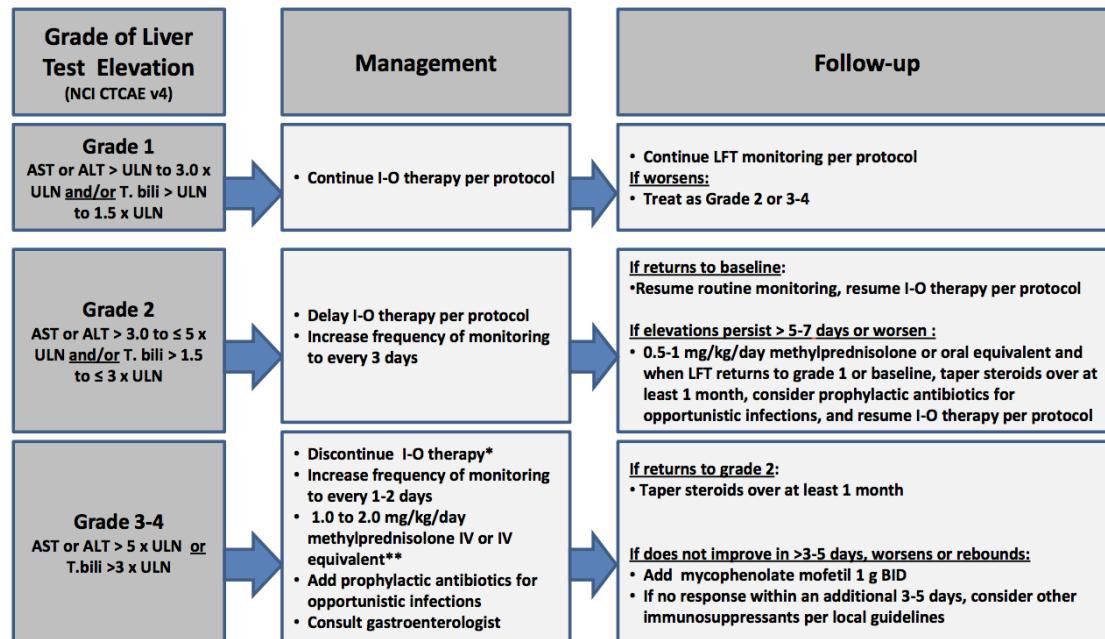 Grade of Liver
Test Elevation
(NCI CTCAE v4)
Management
Follow-up
Grade 1
AST or ALT > ULN to 3.0 x
ULN and/or T. bili > ULN
to 1.5 x ULN
• Continue I-O therapy per protocol
• Continue LFT monitoring per protocol
If worsens:
• Treat as Grade 2 or 3-4
Grade 2
AST or ALT > 3.0 to ≤ 5 x
ULN and/or T. bili > 1.5
to ≤ 3 x ULN
• Delay I-O therapy per protocol
• Increase frequency of monitoring
to every 3 days
If returns to baseline:
•Resume routine monitoring, resume I-O therapy per protocol
If elevations persist > 5-7 days or worsen :
• 0.5-1 mg/kg/day methylprednisolone or oral equivalent and
when LFT returns to grade 1 or baseline, taper steroids over at
least 1 month, consider prophylactic antibiotics for
opportunistic infections, and resume I-O therapy per protocol
Grade 3-4
AST or ALT > 5 x ULN or
T.bili >3 x ULN
• Discontinue I-O therapy*
• Increase frequency of monitoring
to every 1-2 days
• 1.0 to 2.0 mg/kg/day
methylprednisolone IV or IV
equivalent**
• Add prophylactic antibiotics for
opportunistic infections
• Consult gastroenterologist
If returns to grade 2:
• Taper steroids over at least 1 month
If does not improve in >3-5 days, worsens or rebounds:
• Add mycophenolate mofetil 1 g BID
• If no response within an additional 3-5 days, consider other
immunosuppressants per local guidelines